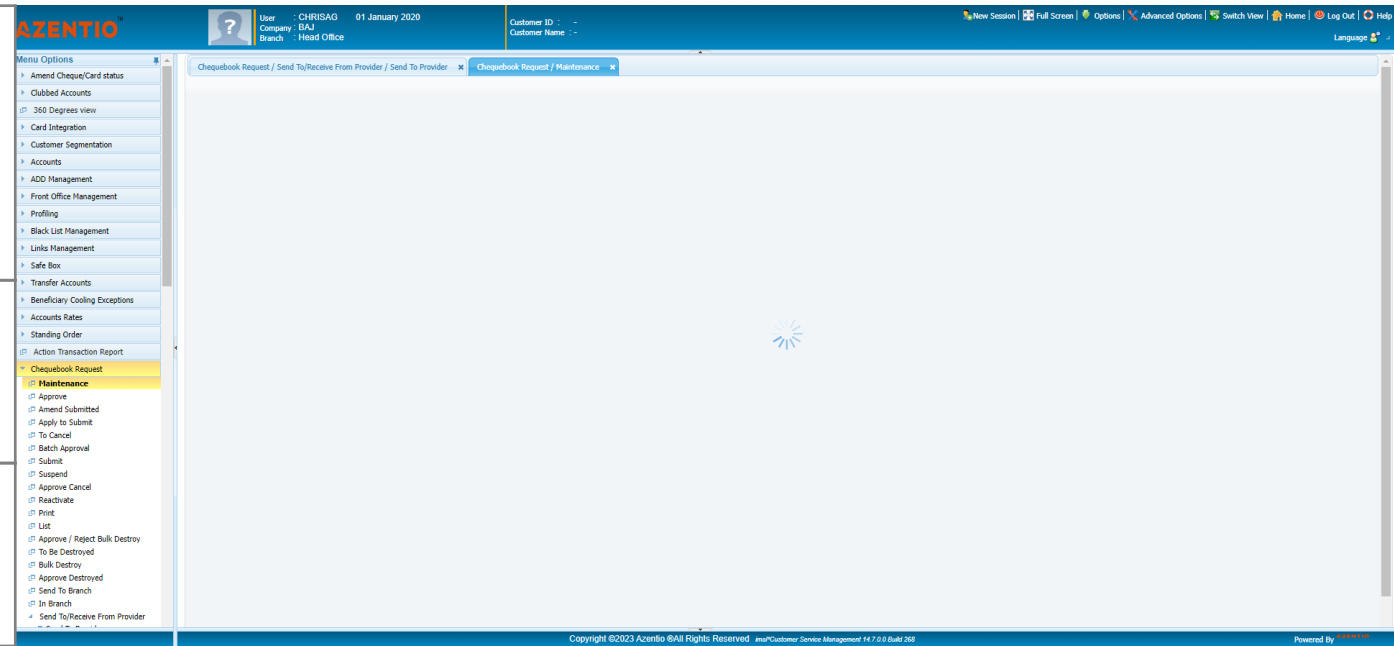 AZENTIO
User : CHRISAG 01 January 2020
Company : BAJ
Branch : Head Office
Customer ID : -
Customer Name : -
New Session | Full Screen | Options | Advanced Options | Switch View | Home | Log Out | Help
Language
Menu Options
Chequebook Request / Send To/Receive From Provider / Send To Provider
Chequebook Request / Maintenance
Amend Cheque/Card status
Clubbed Accounts
360 Degrees view
Card Integration
Customer Segmentation
Accounts
ADD Management
Front Office Management
Profiling
Black List Management
Links Management
Safe Box
Transfer Accounts
Beneficiary Cooling Exceptions
Accounts Rates
Standing Order
Action Transaction Report
Chequebook Request
Maintenance
Approve
Amend Submitted
Apply to Submit
To Cancel
Batch Approval
Submit
Suspend
Approve Cancel
Reactivate
Print
List
Approve / Reject Bulk Destroy
To Be Destroyed
Bulk Destroy
Approve Destroyed
Send To Branch
In Branch
Send To/Receive From Provider
Copyright ©2023 Azentio ®All Rights Reserved imal®Customer Service Management 14.7.0.0 Build 268
Powered By AZENTIO